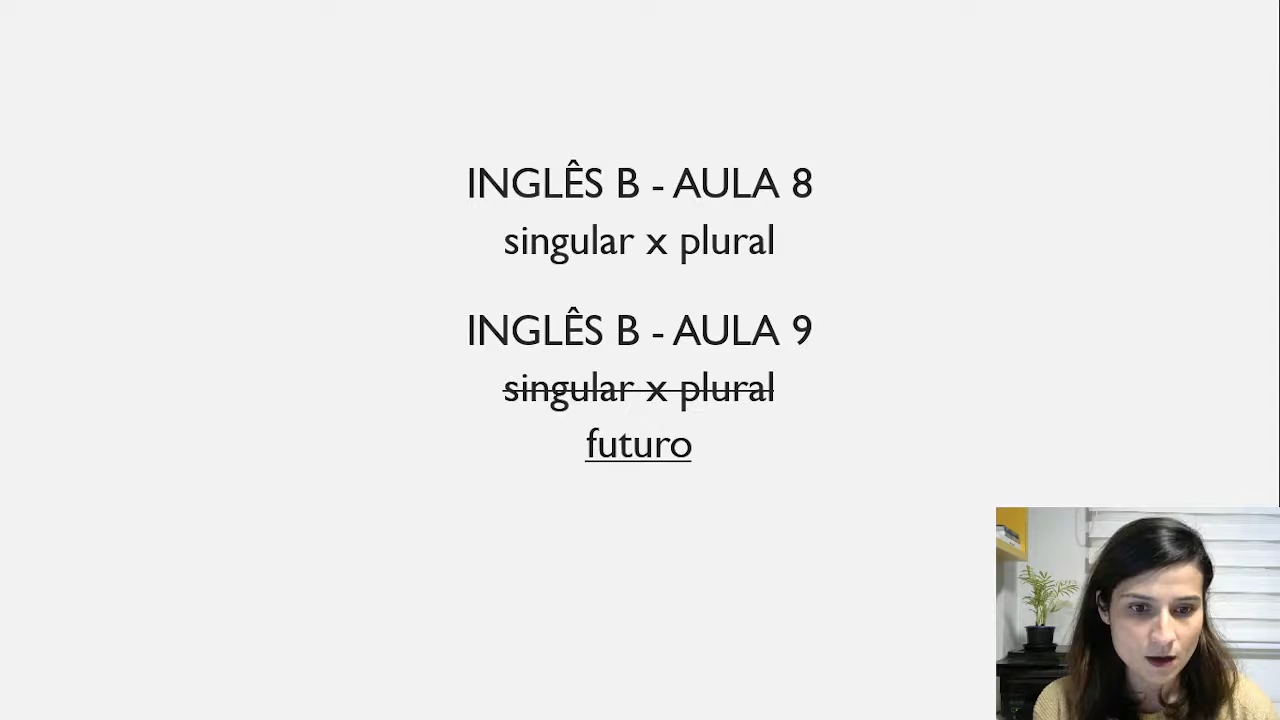 INGLÊS B - AULA 8
singular x plural
INGLÊS B - AULA 9
singular x plural
futuro